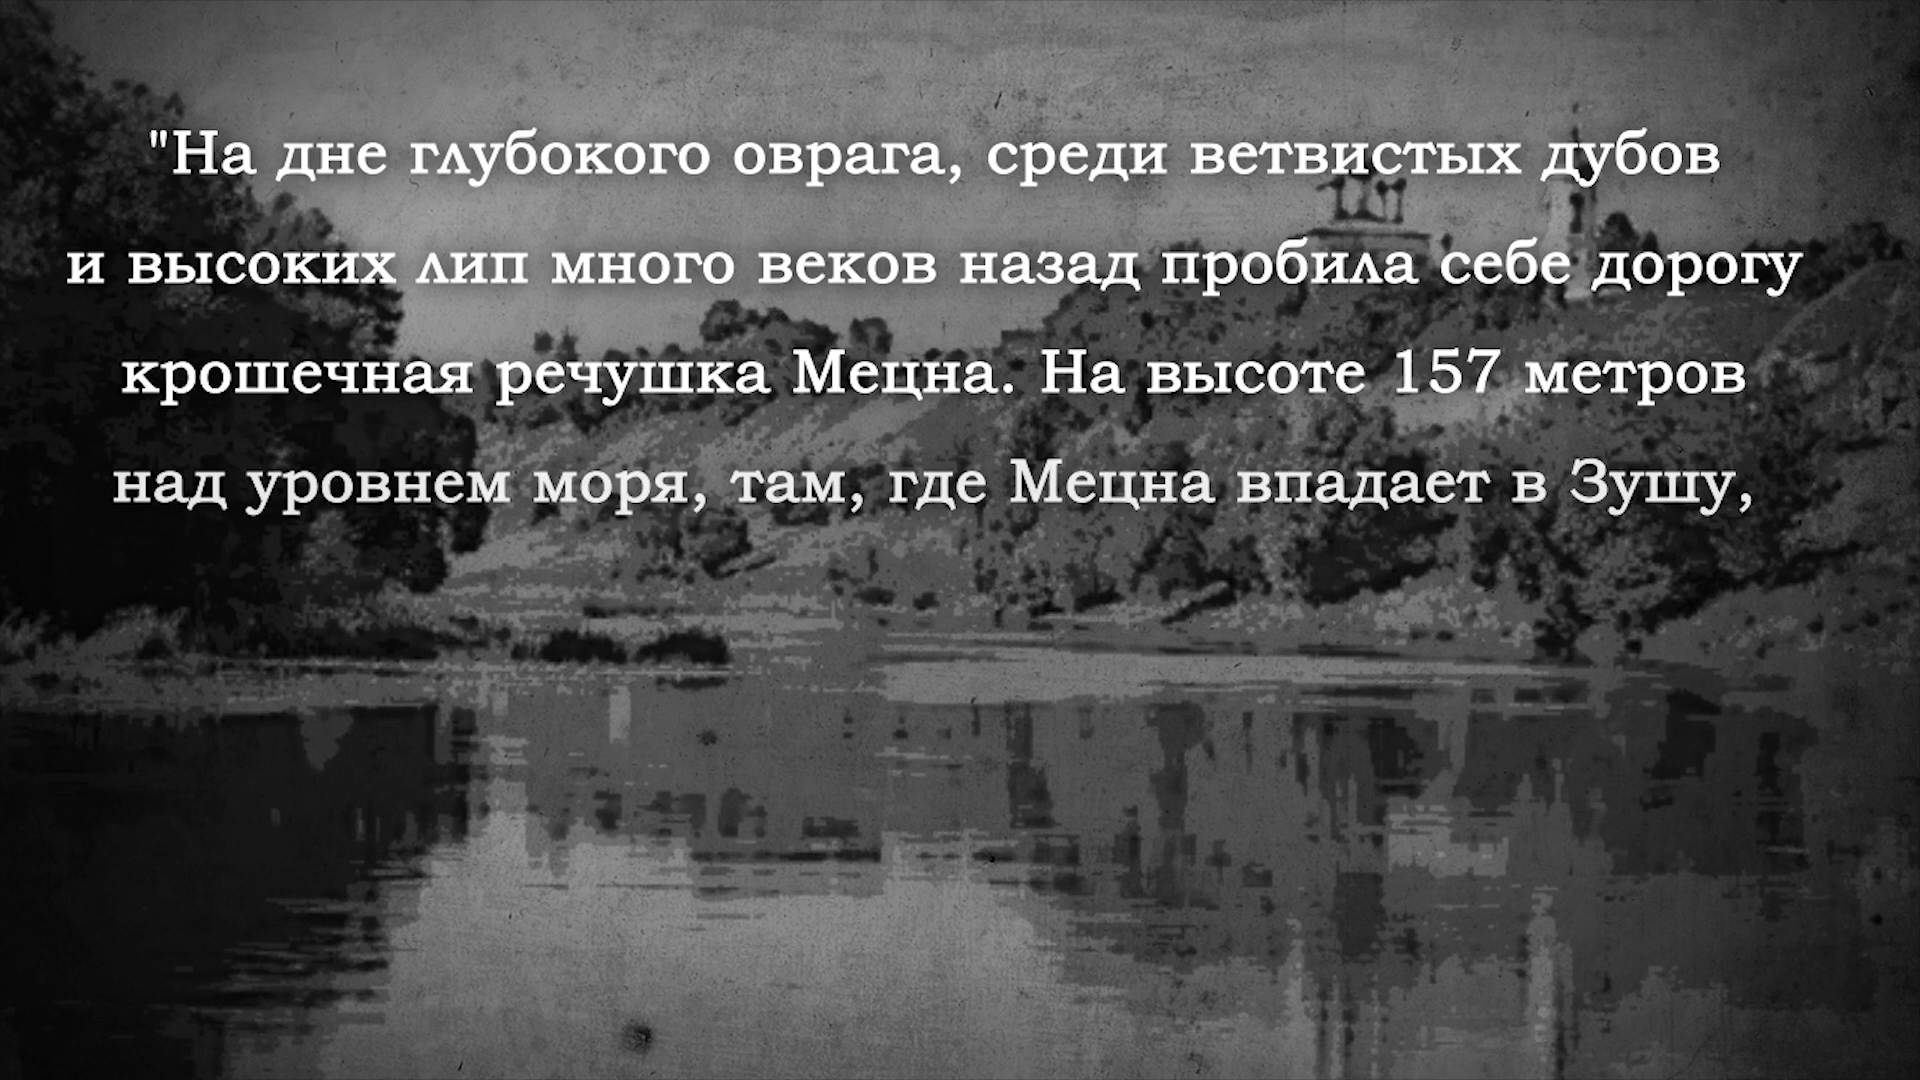 "На дне глубокого оврага, среди ветвистых дубов
и высоких лип много веков назад пробила себе дорогу
крошечная речушка Мецна. На высоте 157 метров
над уровнем моря, там, где Мецна впадает в Зушу,